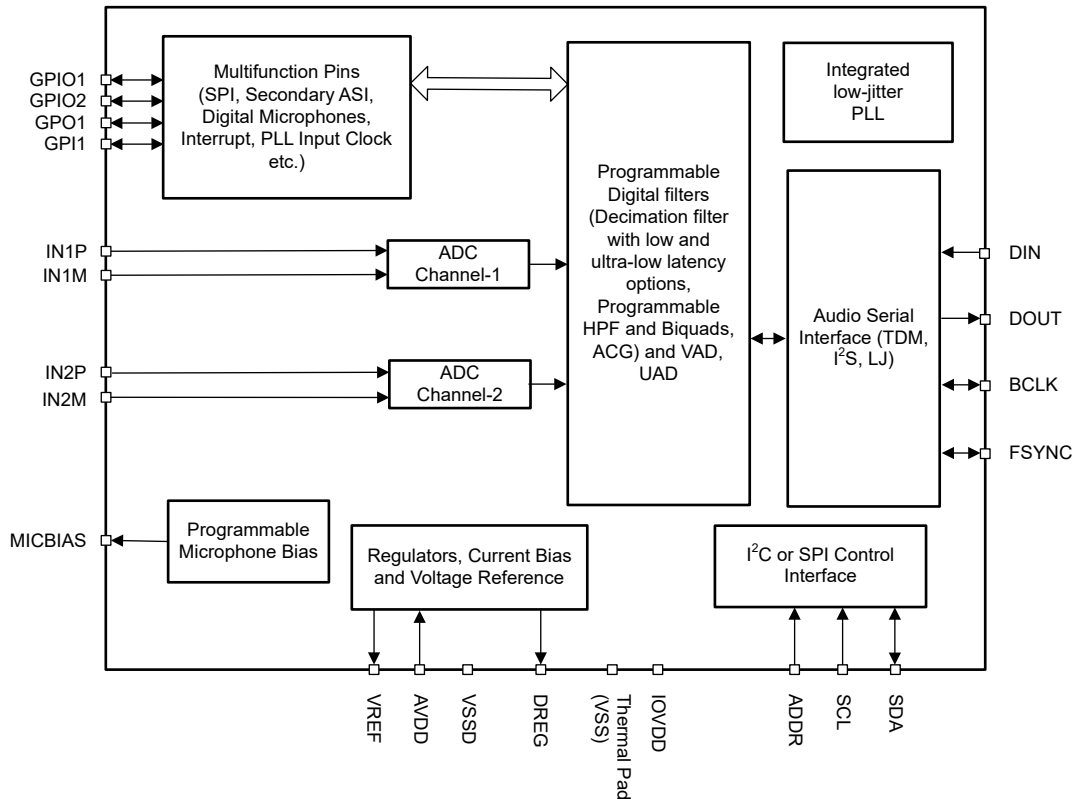 GPIO1
GPIO2
GPO1
GPI1
Multifunction Pins
(SPI, Secondary ASI,
Digital Microphones,
Interrupt, PLL Input Clock
etc.)
Integrated
low-jitter
PLL
Programmable
Digital filters
(Decimation filter
with low and
ultra-low latency
options,
Programmable
HPF and Biquads,
ACG) and VAD,
UAD
IN1P
IN1M
ADC
Channel-1
IN2P
IN2M
ADC
Channel-2
Audio Serial
Interface (TDM,
I²S, LJ)
DIN
DOUT
BCLK
FSYNC
MICBIAS
Programmable
Microphone Bias
Regulators, Current Bias
and Voltage Reference
I²C or SPI Control
Interface
VREF
AVDD
VSSD
DREG
Thermal Pad
(VSS)
IOVDD
ADDR
SCL
SDA